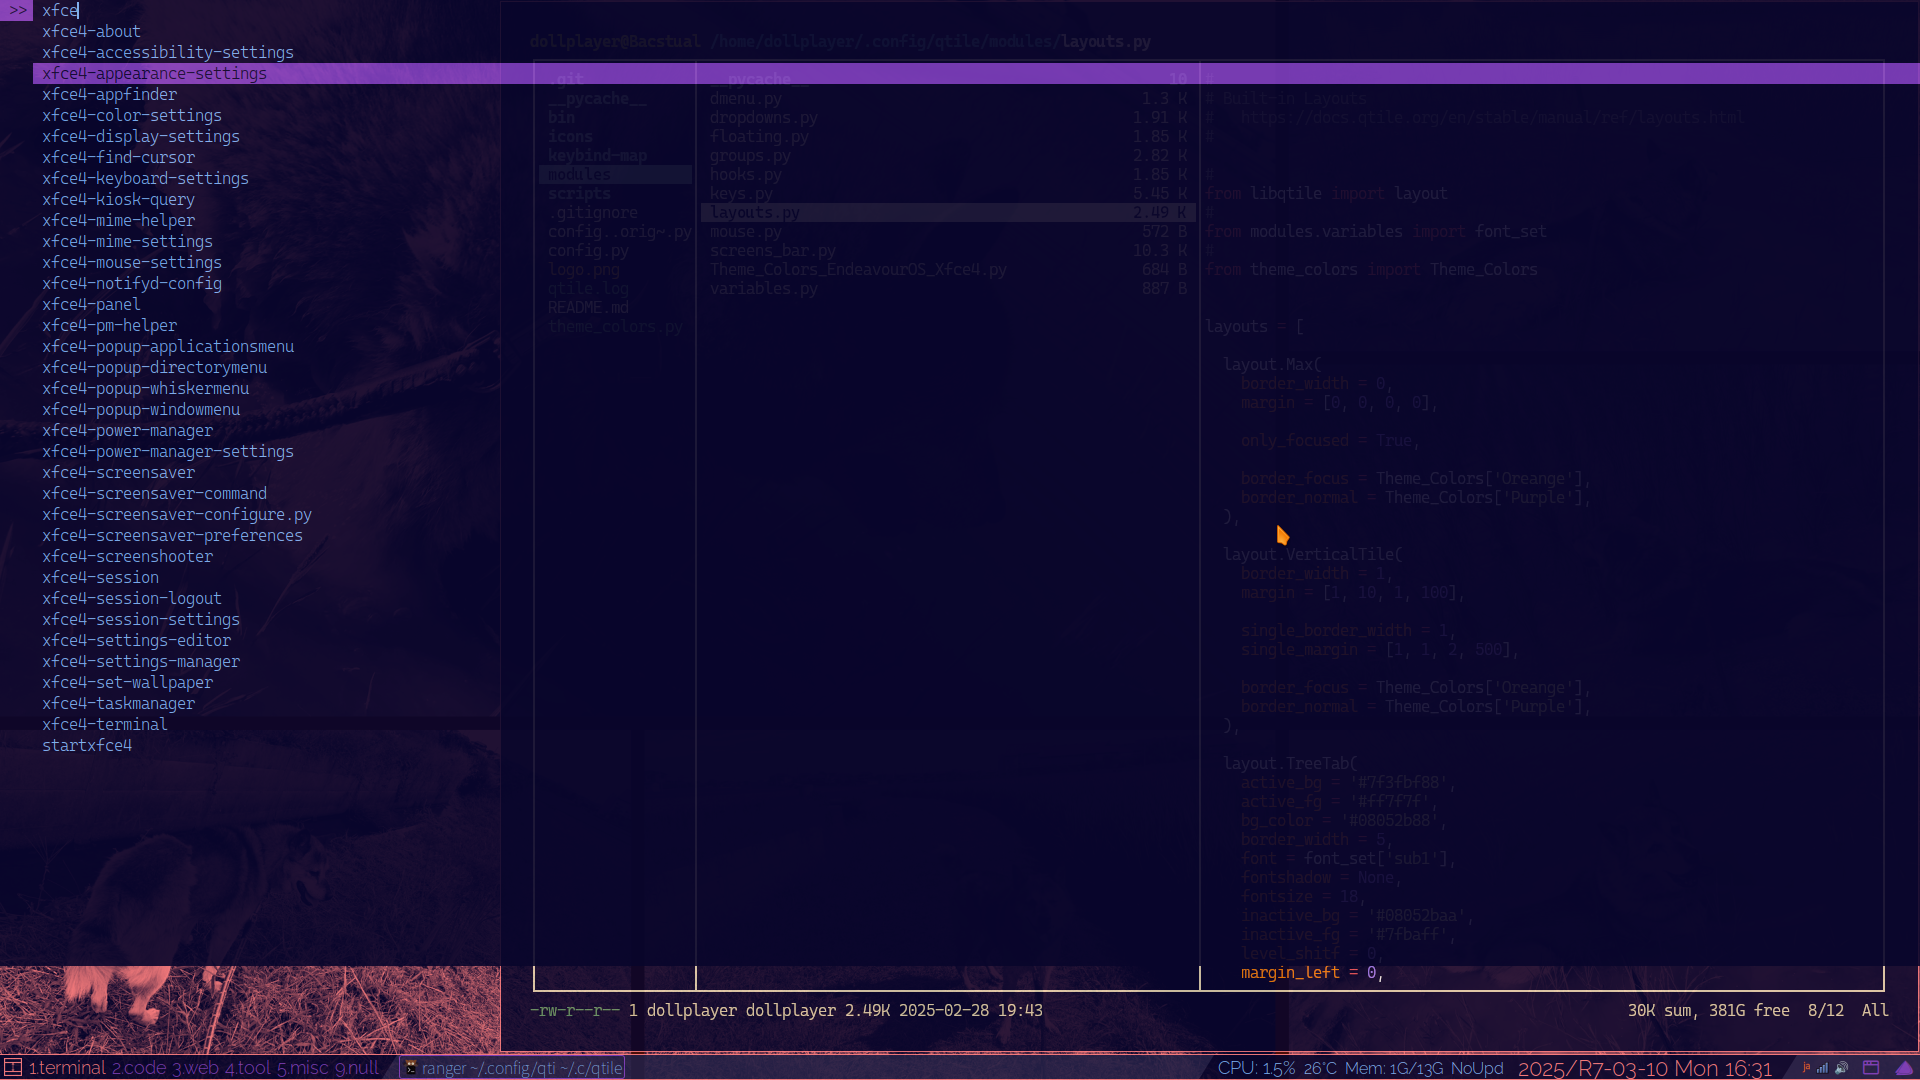 >> xfce
xfce4-about
xfce4-accessibility-settings
xfce4-appearance-settings
xfce4-appfinder
xfce4-color-settings
xfce4-display-settings
xfce4-find-cursor
xfce4-keyboard-settings
xfce4-kiosk-query
xfce4-mime-helper
xfce4-mime-settings
xfce4-mouse-settings
xfce4-notifyd-config
xfce4-panel
xfce4-pm-helper
xfce4-popup-applicationsmenu
xfce4-popup-directorymenu
xfce4-popup-whiskermenu
xfce4-popup-windowmenu
xfce4-power-manager
xfce4-power-manager-settings
xfce4-screensaver
xfce4-screensaver-command
xfce4-screensaver-configure.py
xfce4-screensaver-preferences
xfce4-screenshooter
xfce4-session
xfce4-session-logout
xfce4-session-settings
xfce4-settings-editor
xfce4-settings-manager
xfce4-set-wallpaper
xfce4-taskmanager
xfce4-terminal
startxfce4
dollplayer@Bacstual /home/dollplayer/.config/qtile/modules/layouts.py
.git
__pycache__
bin
icons
keybind-map
modules
scripts
.gitignore
config..orig~.py
config.py
logo.png
qtile.log
README.md
theme_colors.py
__pycache__ 10
dmenu.py 1.3 K
dropdowns.py 1.91 K
floating.py 1.85 K
groups.py 2.82 K
hooks.py 1.85 K
keys.py 5.45 K
layouts.py 2.49 K
mouse.py 572 B
screens_bar.py 10.3 K
Theme_Colors_EndeavourOS_Xfce4.py 684 B
variables.py 887 B
#
# Built-in Layouts
#   https://docs.qtile.org/en/stable/manual/ref/layouts.html
#
#
from libqtile import layout
#
from modules.variables import font_set
#
from theme_colors import Theme_Colors
layouts = [
layout.Max(
border_width = 0,
margin = [0, 0, 0, 0],
only_focused = True,
border_focus = Theme_Colors['Oreange'],
border_normal = Theme_Colors['Purple'],
),
layout.VerticalTile(
border_width = 1,
margin = [1, 10, 1, 100],
single_border_width = 1,
single_margin = [1, 1, 2, 500],
border_focus = Theme_Colors['Oreange'],
border_normal = Theme_Colors['Purple'],
),
layout.TreeTab(
active_bg = '#7f3fbf88',
active_fg = '#ff7f7f',
bg_color = '#08052b88',
border_width = 5,
font = font_set['sub1'],
fontshadow = None,
fontsize = 18,
inactive_bg = '#08052baa',
inactive_fg = '#7fbaff',
level_shitf = 0,
margin_left = 0,
-rw-r--r-- 1 dollplayer dollplayer 2.49K 2025-02-28 19:43 30K sum, 381G free 8/12 All
1.terminal 2.code 3.web 4.tool 5.misc 9.null ranger ~/.config/qti ~/.c/qtile CPU: 1.5% 26°C Mem: 1G/13G NoUpd 2025/R7-03-10 Mon 16:31 ja